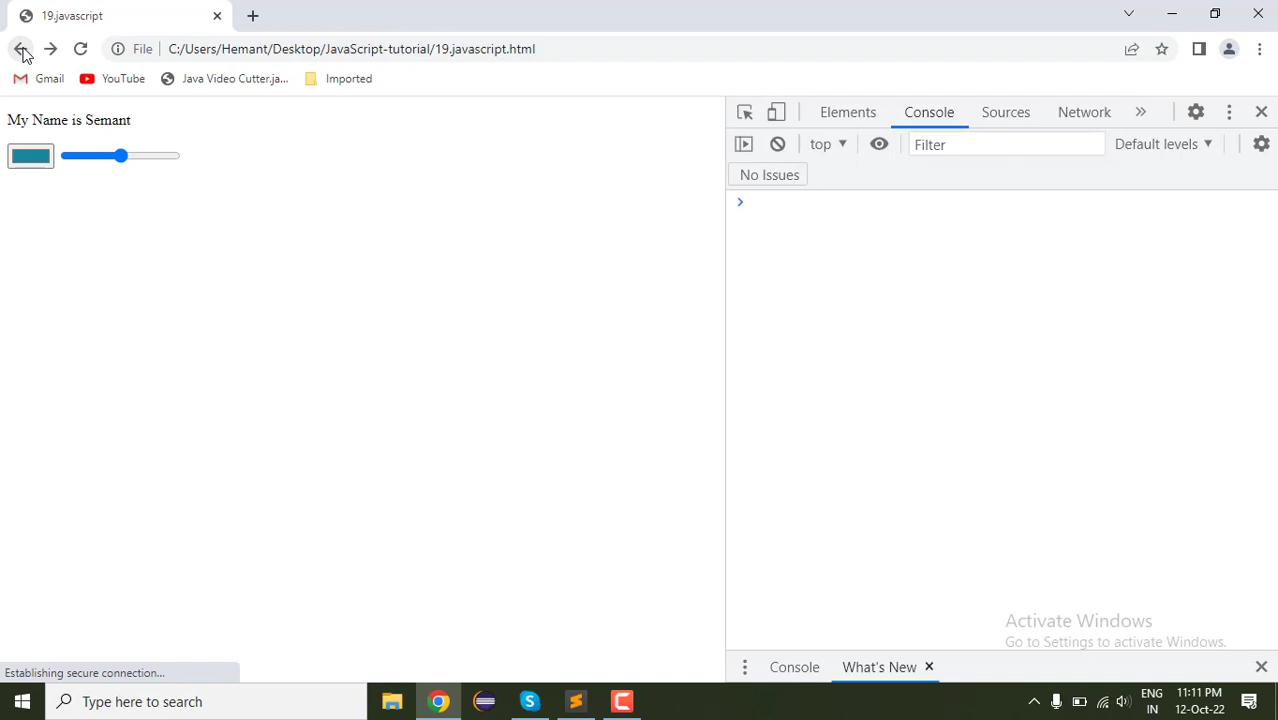 19.javascript
File C:/Users/Hemant/Desktop/JavaScript-tutorial/19.javascript.html
Gmail YouTube Java Video Cutter.ja... Imported
My Name is Semant
Elements Console Sources Network »
top Filter Default levels
No Issues
Activate Windows
Go to Settings to activate Windows.
Establishing secure connection...
Console What's New
Type here to search
ENG
IN
11:11 PM
12-Oct-22